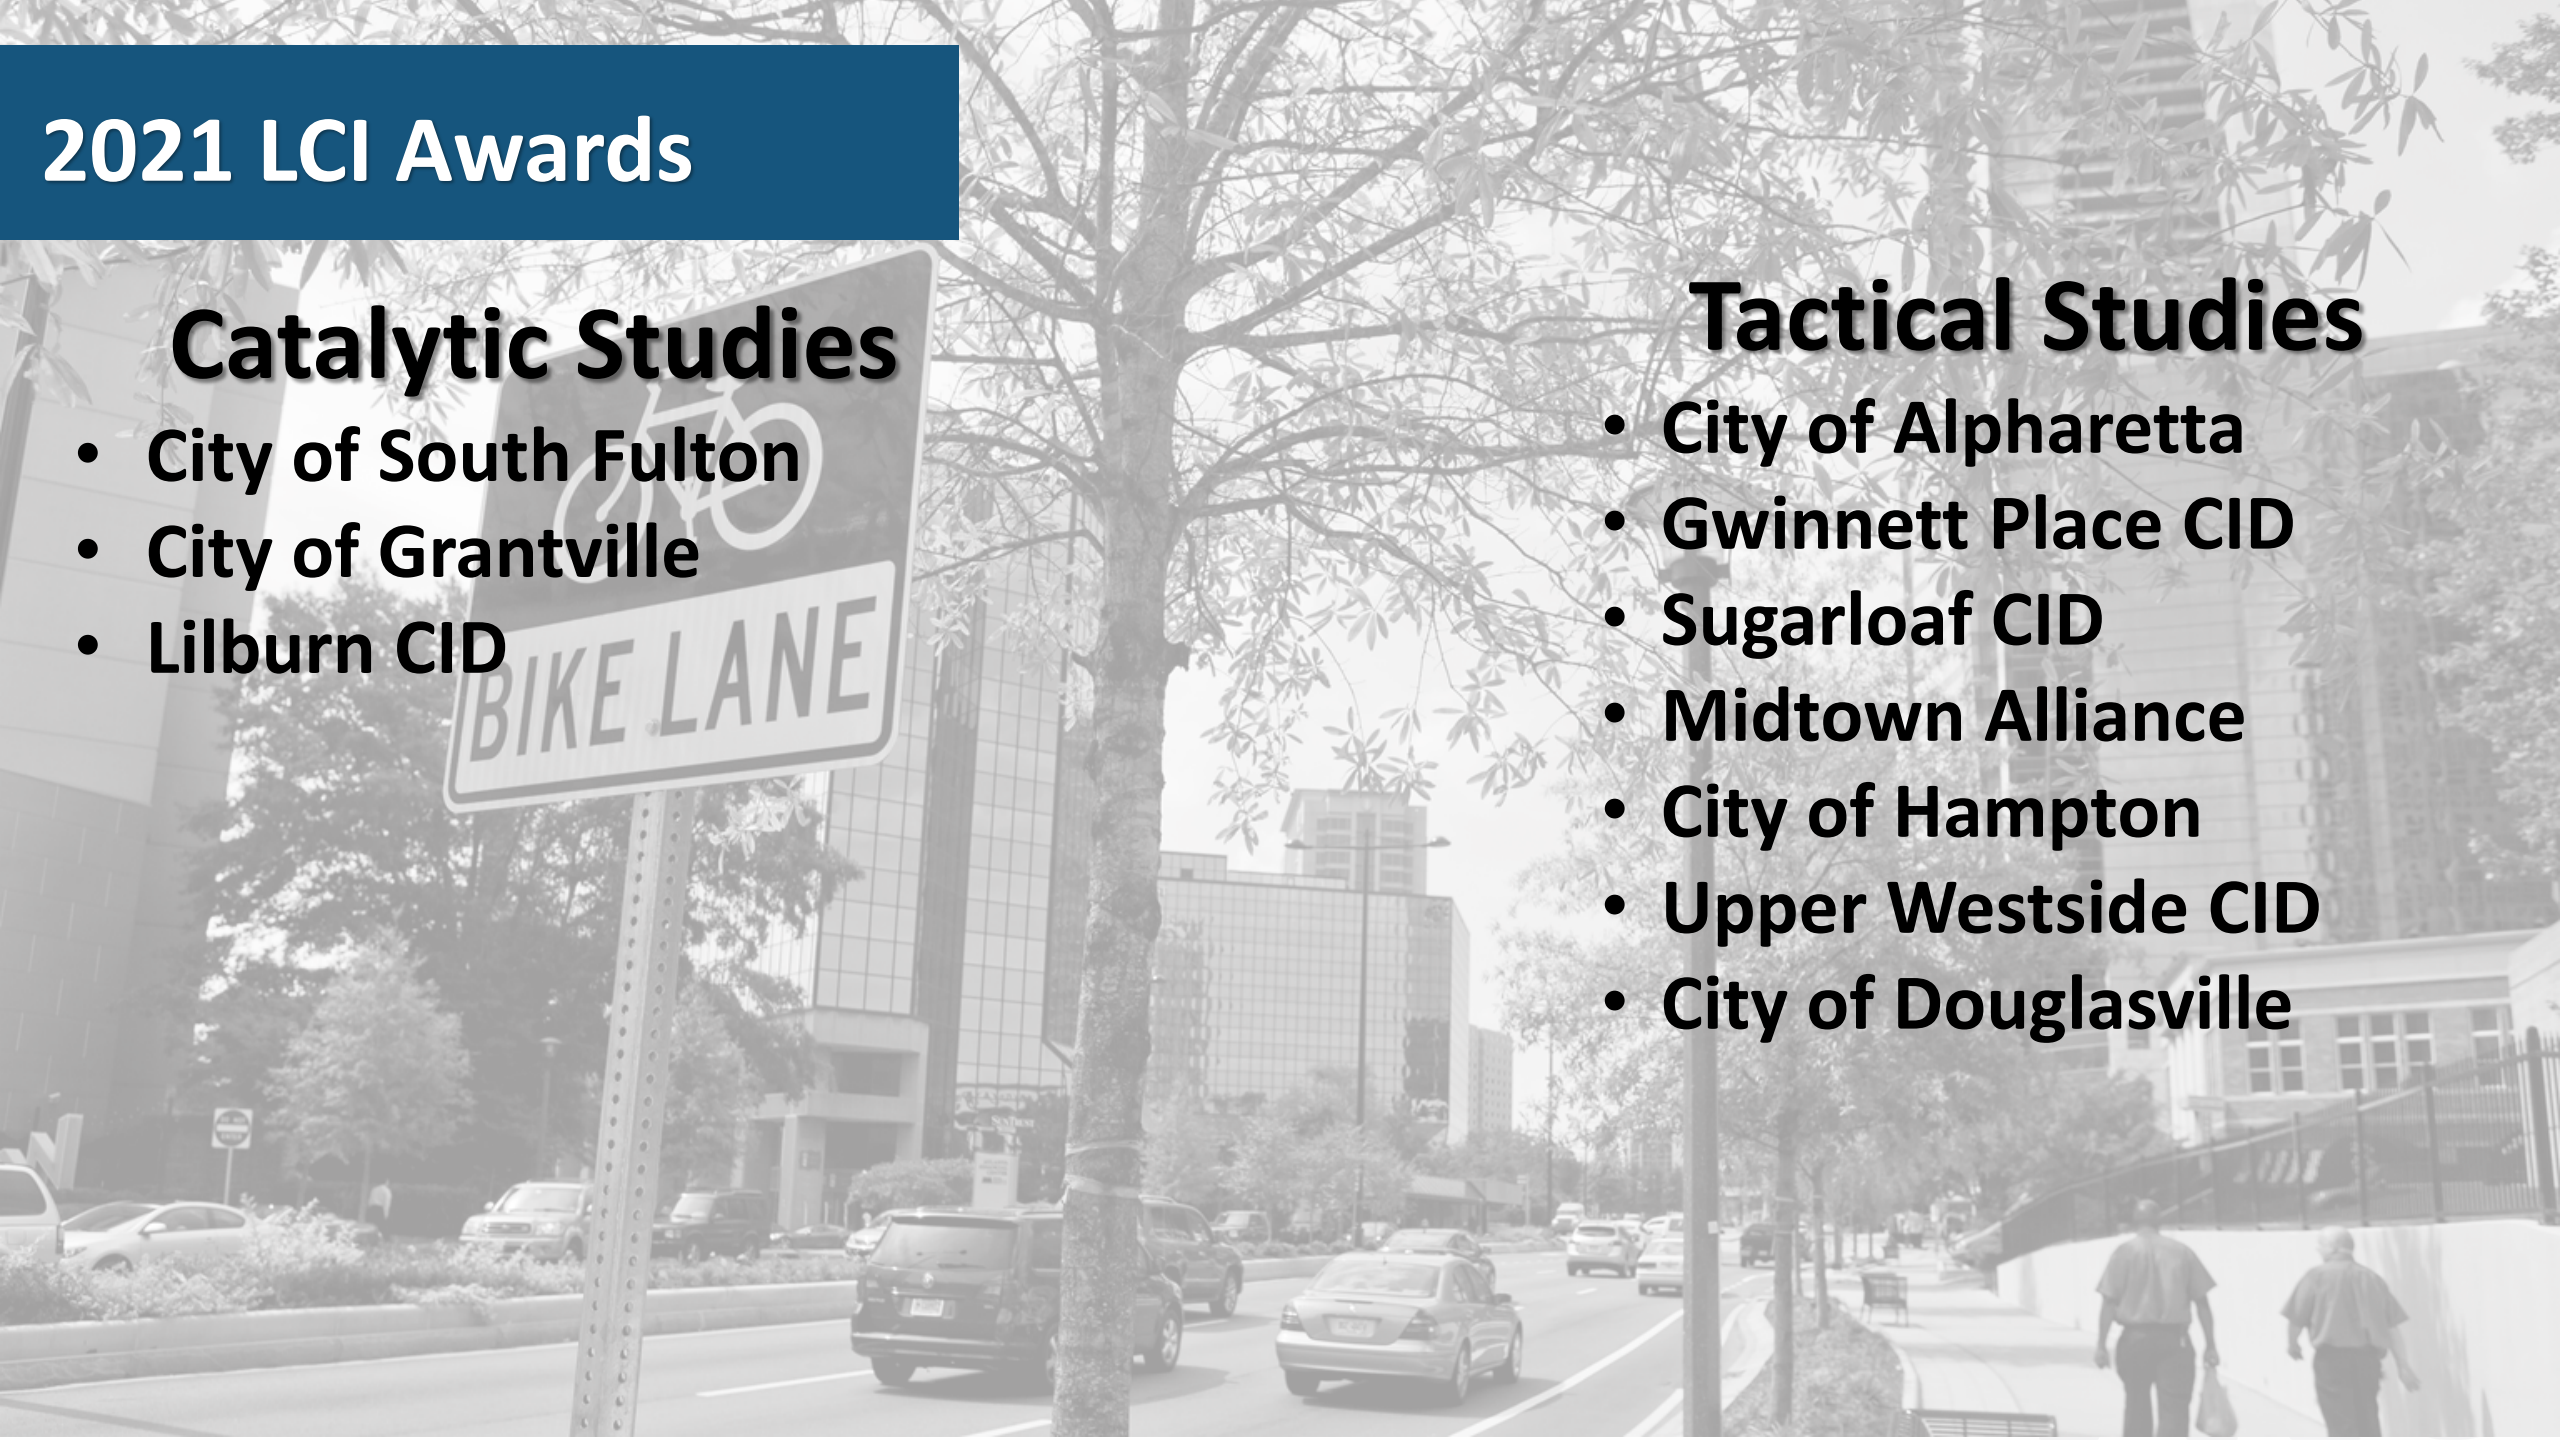 2021 LCI Awards
Catalytic Studies
• City of South Fulton
• City of Grantville
• Lilburn CID
Tactical Studies
• City of Alpharetta
• Gwinnett Place CID
• Sugarloaf CID
• Midtown Alliance
• City of Hampton
• Upper Westside CID
• City of Douglasville
BIKE LANE